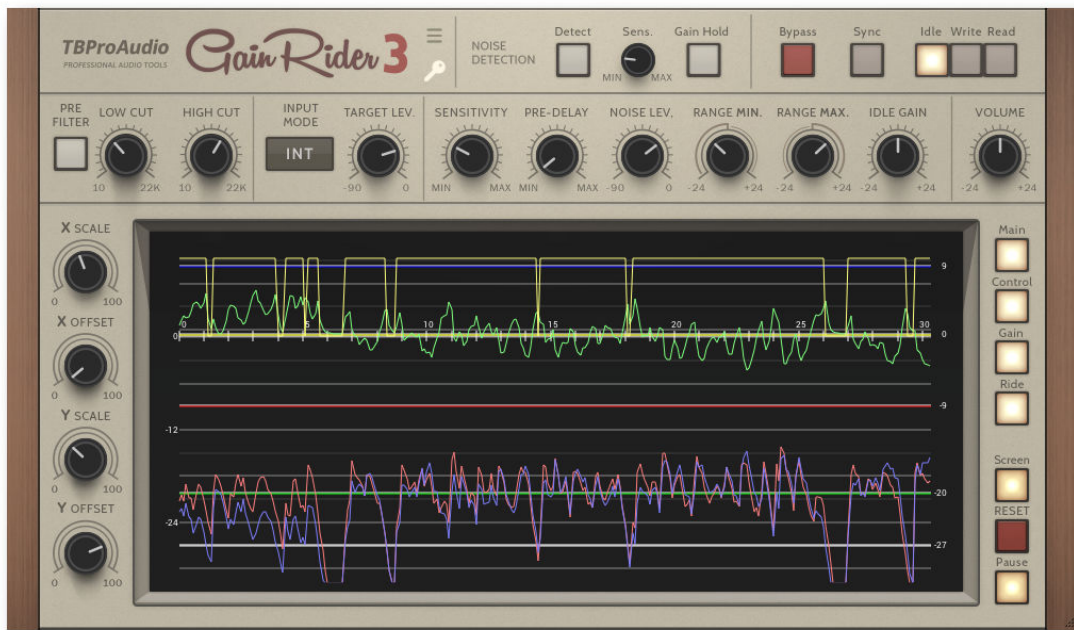 TBProAudio
PROFESSIONAL AUDIO TOOLS
GainRider 3
NOISE
DETECTION
Detect
Sens.
MIN MAX
Gain Hold
Bypass
Sync
Idle Write Read
PRE
FILTER
LOW CUT
10 22K
HIGH CUT
10 22K
INPUT
MODE
INT
TARGET LEV.
-90 0
SENSITIVITY
MIN MAX
PRE-DELAY
MIN MAX
NOISE LEV.
-90 0
RANGE MIN.
-24 +24
RANGE MAX.
-24 +24
IDLE GAIN
-24 +24
VOLUME
-24 +24
X SCALE
0 100
X OFFSET
0 100
Y SCALE
0 100
Y OFFSET
0 100
9
0 5 10 15 20 25 30
0 0
-9
-12
-20
-24
-27
Main
Control
Gain
Ride
Screen
RESET
Pause